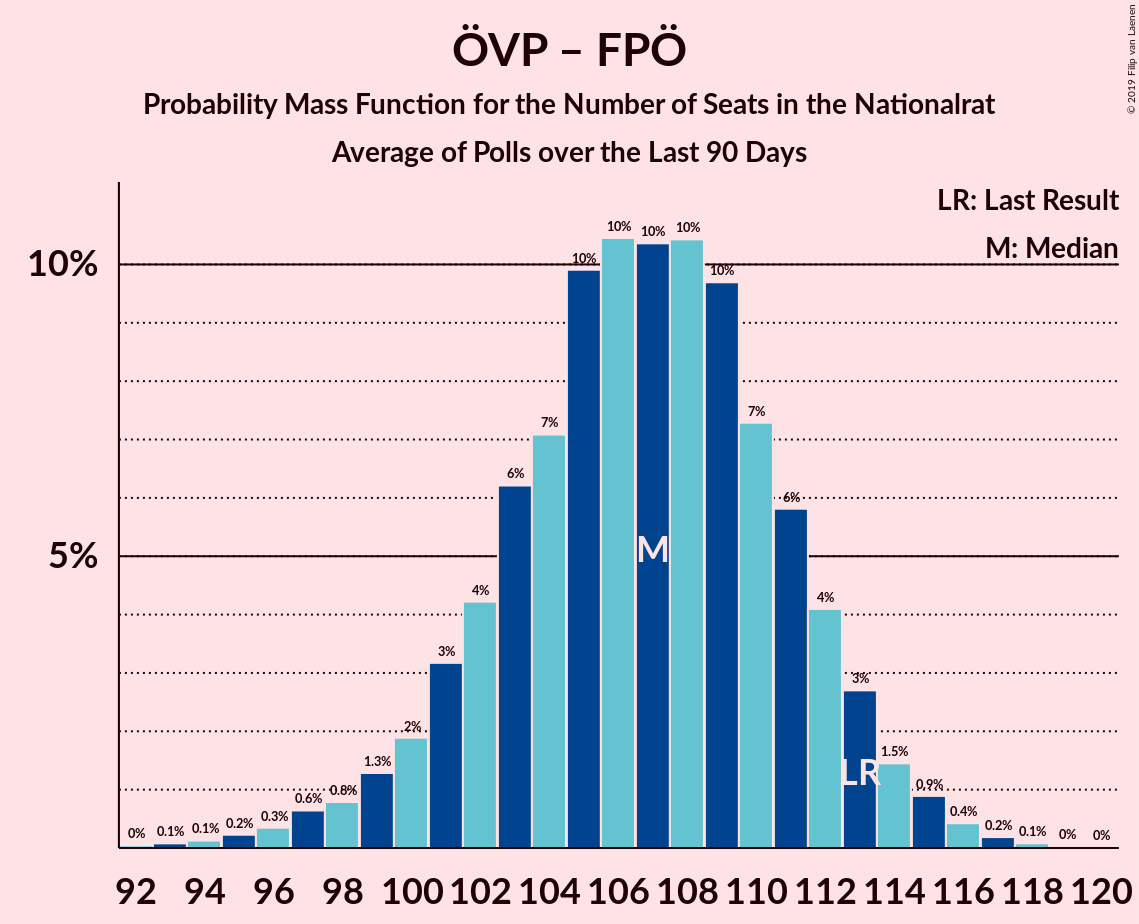 ÖVP – FPÖ
Probability Mass Function for the Number of Seats in the Nationalrat
Average of Polls over the Last 90 Days
© 2019 Filip van Laenen
LR: Last Result
M: Median
10%
5%
0% 0.1% 0.1% 0.2% 0.3% 0.6% 0.8% 1.3% 2% 3% 4% 6% 7% 10% 10% 10% 10% 10% 7% 6% 4% 3% 1.5% 0.9% 0.4% 0.2% 0.1% 0% 0%
M
LR
92 94 96 98 100 102 104 106 108 110 112 114 116 118 120